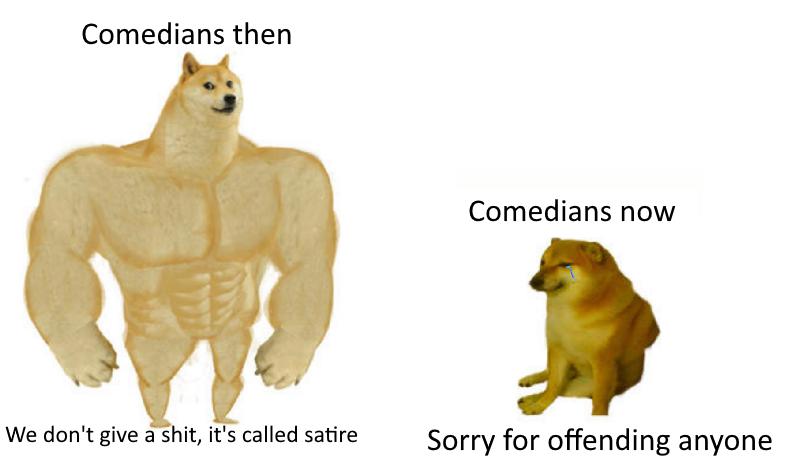 Comedians then
Comedians now
We don't give a shit, it's called satire
Sorry for offending anyone